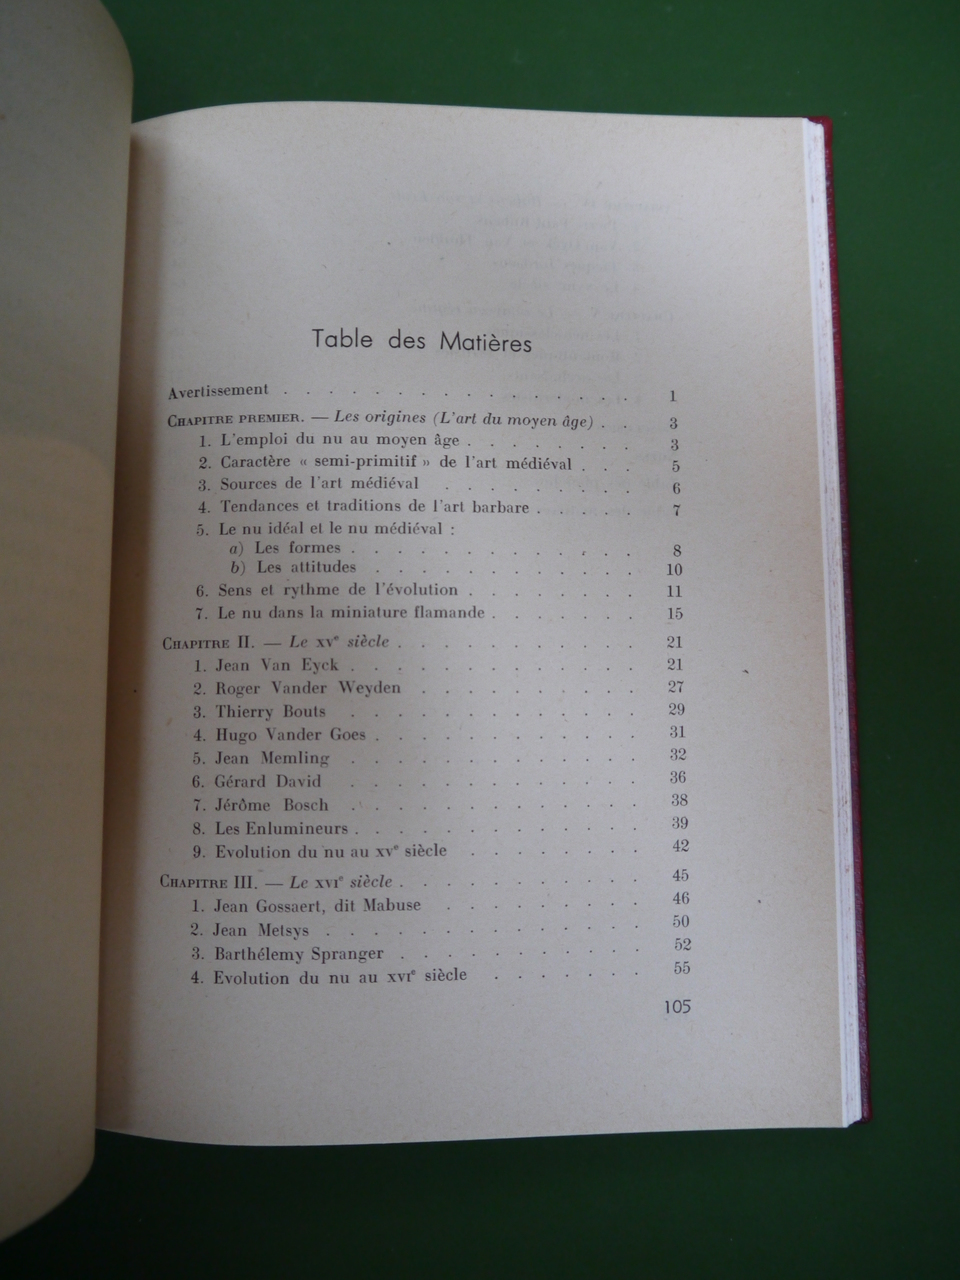 Table des Matières
Avertissement . . . . . . . . . . . . . . . . 1
CHAPITRE PREMIER. — Les origines (L'art du moyen âge) . . 3
1. L'emploi du nu au moyen âge . . . . . . . . 3
2. Caractère « semi-primitif » de l'art médiéval . . . 5
3. Sources de l'art médiéval . . . . . . . . . 6
4. Tendances et traditions de l'art barbare . . . . . 7
5. Le nu idéal et le nu médiéval :
a) Les formes . . . . . . . . . . . . . 8
b) Les attitudes . . . . . . . . . . . . 10
6. Sens et rythme de l'évolution . . . . . . . . 11
7. Le nu dans la miniature flamande . . . . . . . 15
CHAPITRE II. — Le XVe siècle . . . . . . . . . . . 21
1. Jean Van Eyck . . . . . . . . . . . . . 21
2. Roger Vander Weyden . . . . . . . . . . 27
3. Thierry Bouts . . . . . . . . . . . . . 29
4. Hugo Vander Goes . . . . . . . . . . . . 31
5. Jean Memling . . . . . . . . . . . . . 32
6. Gérard David . . . . . . . . . . . . . 36
7. Jérôme Bosch . . . . . . . . . . . . . 38
8. Les Enlumineurs . . . . . . . . . . . . . 39
9. Evolution du nu au XVe siècle . . . . . . . . 42
CHAPITRE III. — Le XVIe siècle . . . . . . . . . . . 45
1. Jean Gossaert, dit Mabuse . . . . . . . . . 46
2. Jean Metsys . . . . . . . . . . . . . . 50
3. Barthélemy Spranger . . . . . . . . . . . 52
4. Evolution du nu au XVIe siècle . . . . . . . 55
105